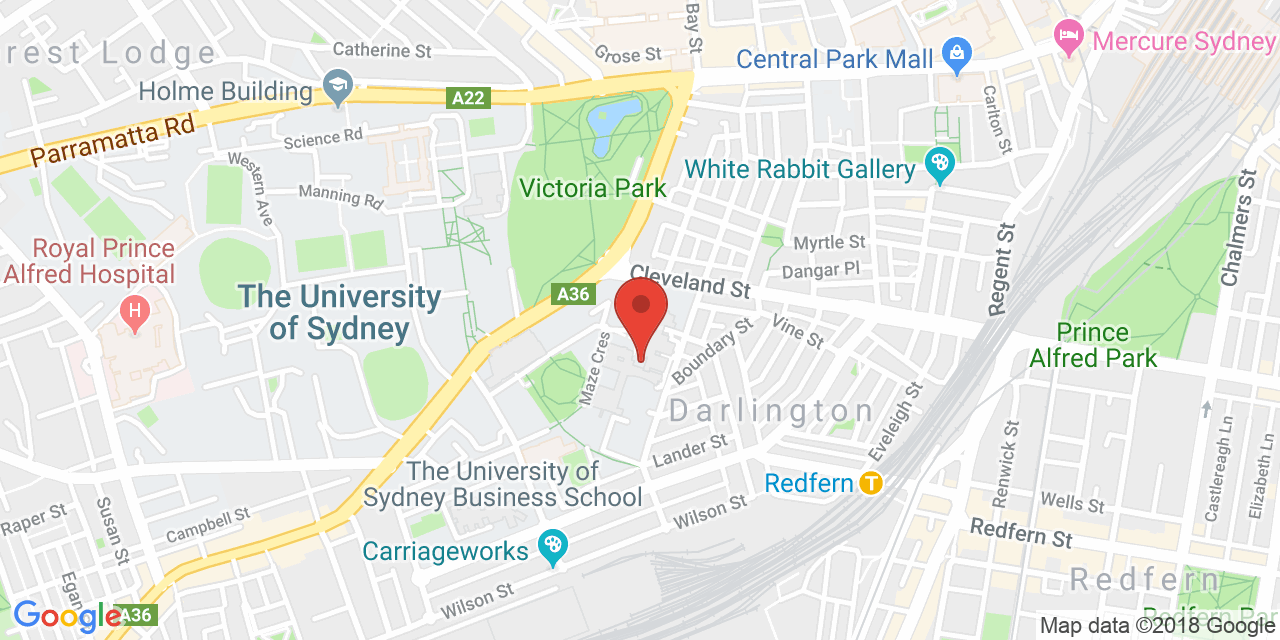 rest Lodge
Catherine St
Grose St
Bay St
Central Park Mall
Mercure Sydney
Holme Building
A22
Carlton St
Parramatta Rd
Science Rd
Western Ave
Manning Rd
Victoria Park
White Rabbit Gallery
Chalmers St
Royal Prince
Alfred Hospital
H
Myrtle St
Dangar Pl
Regent St
The University
of Sydney
A36
Cleveland St
Maze Cres
Boundary St
Vine St
Prince
Alfred Park
Darlington
Eveleigh St
Lander St
Redfern
T
The University of
Sydney Business School
Renwick St
Castlereagh Ln
Elizabeth Ln
Wells St
Raper St
Susan St
Campbell St
Wilson St
Redfern St
Carriageworks
Egan
Wilson St
Redfern
Google
A36
Redfern Par
Map data ©2018 Google